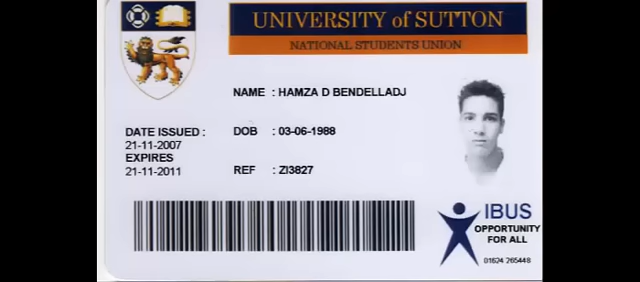 UNIVERSITY of SUTTON
NATIONAL STUDENTS UNION
NAME : HAMZA D BENDELLADJ
DATE ISSUED :
21-11-2007
EXPIRES
21-11-2011
DOB : 03-06-1988
REF : ZI3827
IBUS
OPPORTUNITY
FOR ALL
01624 265448